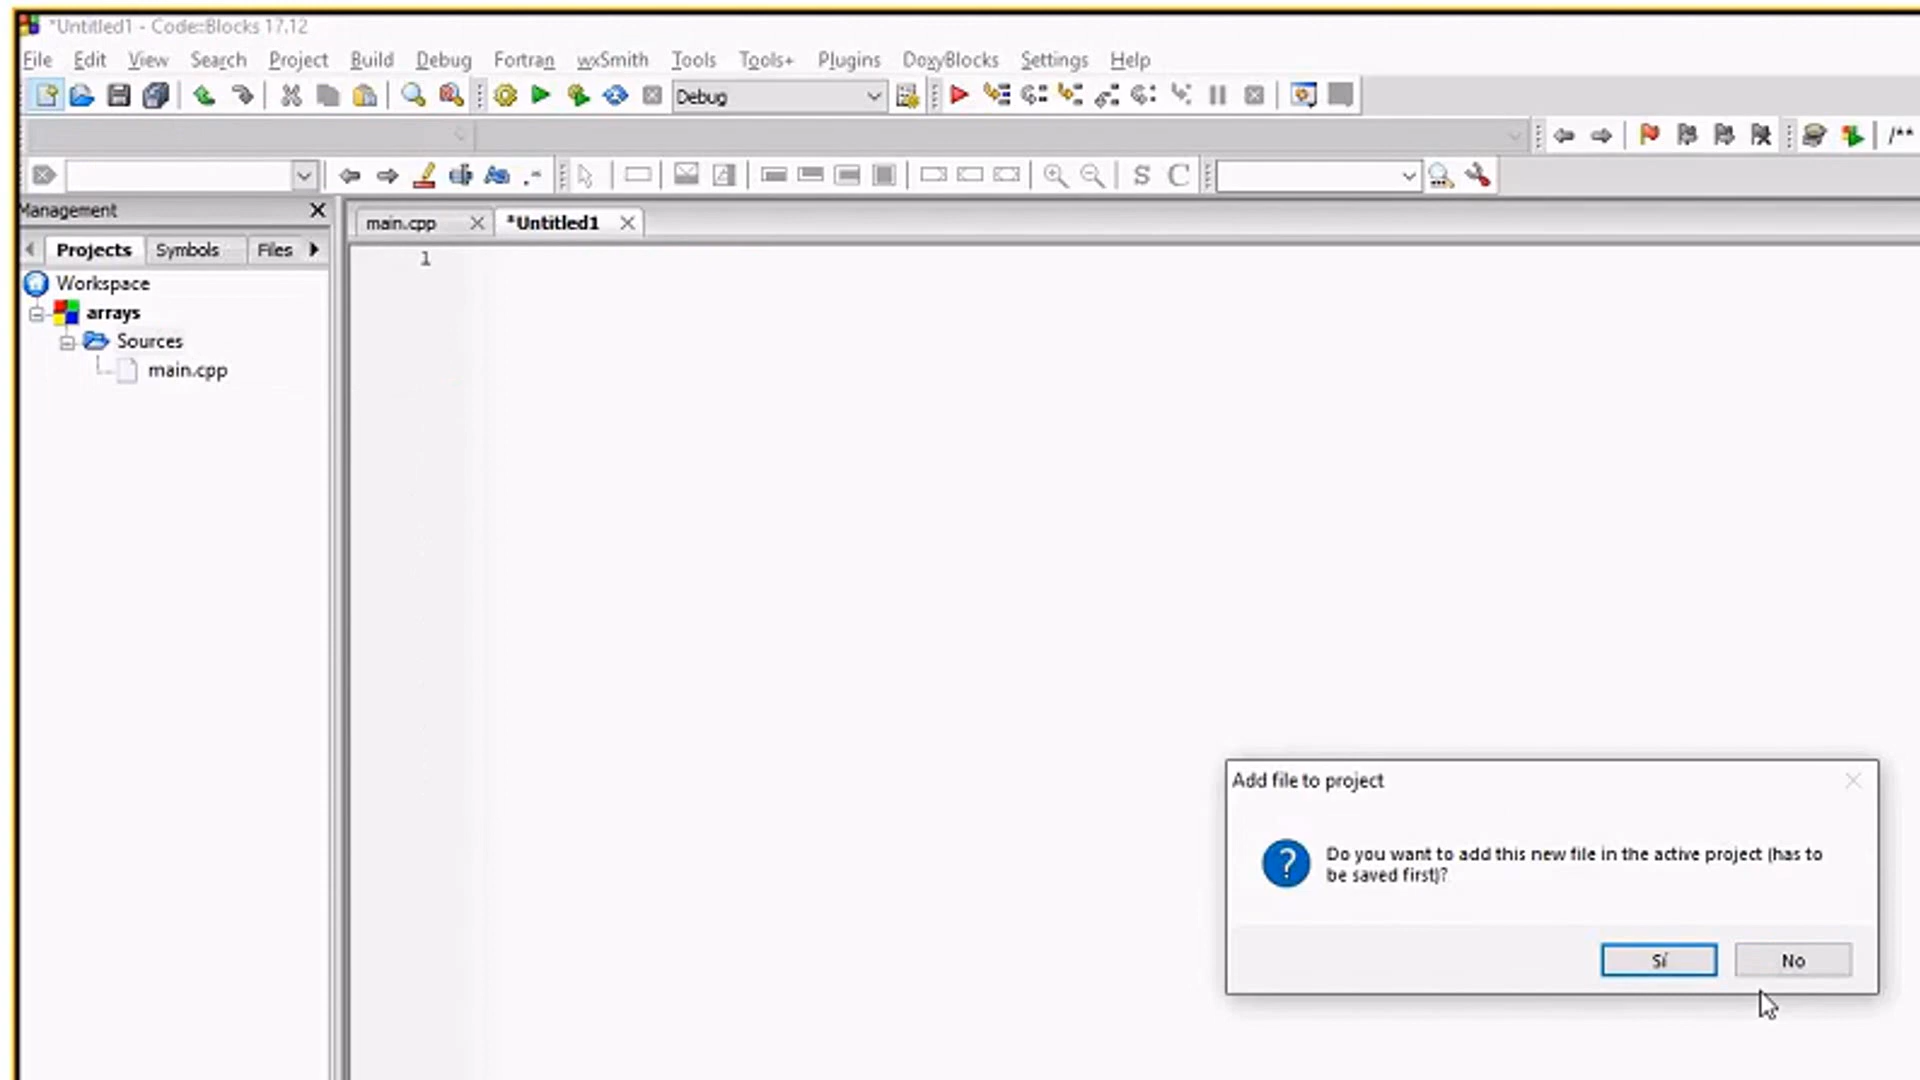 *Untitled1 - Code::Blocks 17.12
File Edit View Search Project Build Debug Fortran wxSmith Tools Tools+ Plugins DoxyBlocks Settings Help
Debug
/**
S C
Management
main.cpp *Untitled1
Projects Symbols Files
1
Workspace
arrays
Sources
main.cpp
Add file to project
Do you want to add this new file in the active project (has to
be saved first)?
Sí No